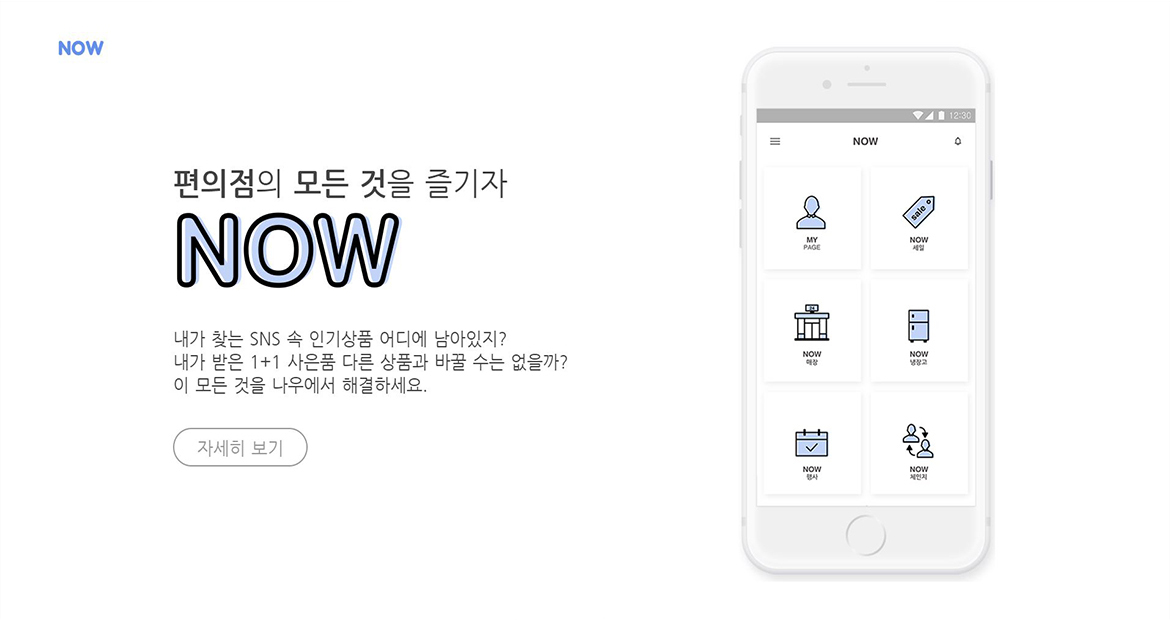 NOW
편의점의 모든 것을 즐기자
NOW
내가 찾는 SNS 속 인기상품 어디에 남아있지?
내가 받은 1+1 사은품 다른 상품과 바꿀 수는 없을까?
이 모든 것을 나우에서 해결하세요.
자세히 보기
12:30
NOW
MY
PAGE
sale
NOW
세일
24
NOW
매장
NOW
냉장고
NOW
행사
NOW
체인지